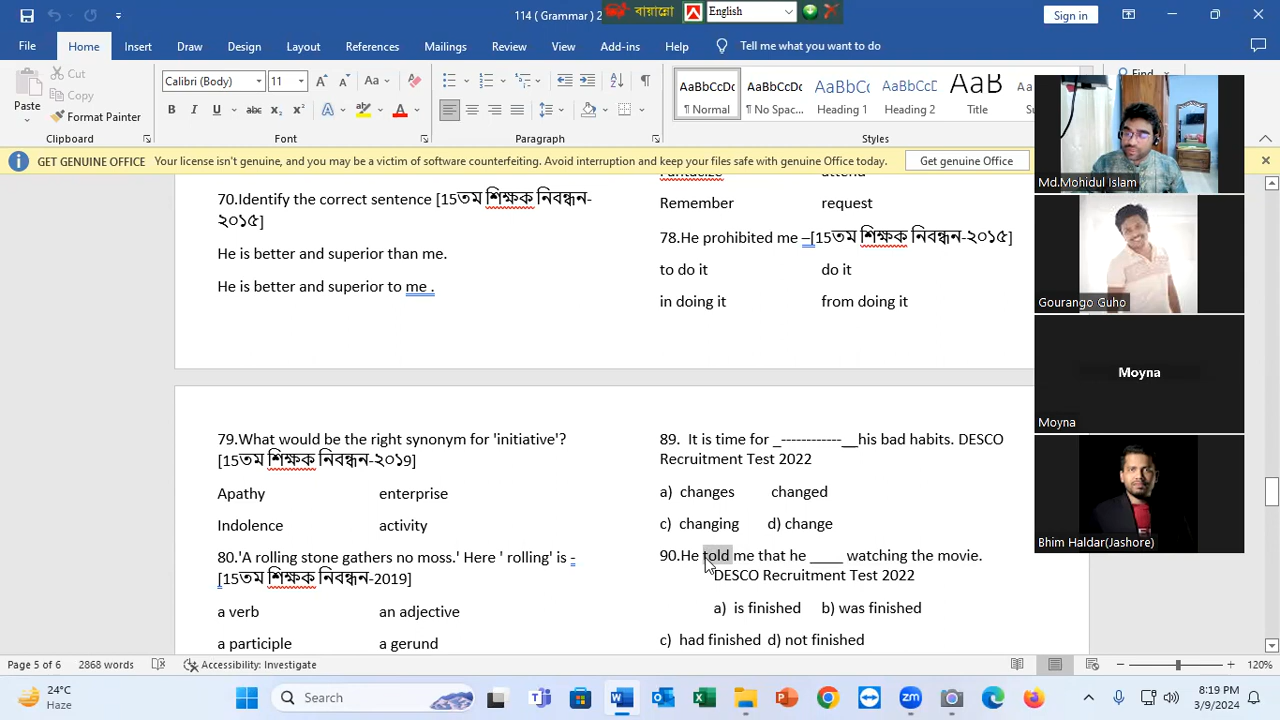 114 ( Grammar ) 2
বায়ান্নো
English
Sign in
File Home Insert Draw Design Layout References Mailings Review View Add-ins Help Tell me what you want to do
Cut
Copy
Paste
Format Painter
Calibri (Body) 11
AaBbCcDc AaBbCcDc AaBbCc AaBbCcD AaB
¶ Normal ¶ No Spac... Heading 1 Heading 2 Title
Find
Clipboard Font Paragraph Styles
GET GENUINE OFFICE Your license isn't genuine, and you may be a victim of software counterfeiting. Avoid interruption and keep your files safe with genuine Office today. Get genuine Office
70.Identify the correct sentence [15তম শিক্ষক নিবন্ধন-
২০১৫]
He is better and superior than me.
He is better and superior to me .
Fantasize attend
Remember request
78.He prohibited me –[15তম শিক্ষক নিবন্ধন-২০১৫]
to do it do it
in doing it from doing it
79.What would be the right synonym for 'initiative'?
[15তম শিক্ষক নিবন্ধন-২০১9]
Apathy enterprise
Indolence activity
80.'A rolling stone gathers no moss.' Here ' rolling' is -
[15তম শিক্ষক নিবন্ধন-2019]
a verb an adjective
a participle a gerund
89. It is time for _------------__his bad habits. DESCO
Recruitment Test 2022
a) changes changed
c) changing d) change
90.He told me that he ____ watching the movie.
DESCO Recruitment Test 2022
a) is finished b) was finished
c) had finished d) not finished
Md.Mohidul Islam
Gourango Guho
Moyna
Moyna
Bhim Haldar(Jashore)
Page 5 of 6 2868 words Accessibility: Investigate 120%
24°C
Haze
Search
8:19 PM
3/9/2024